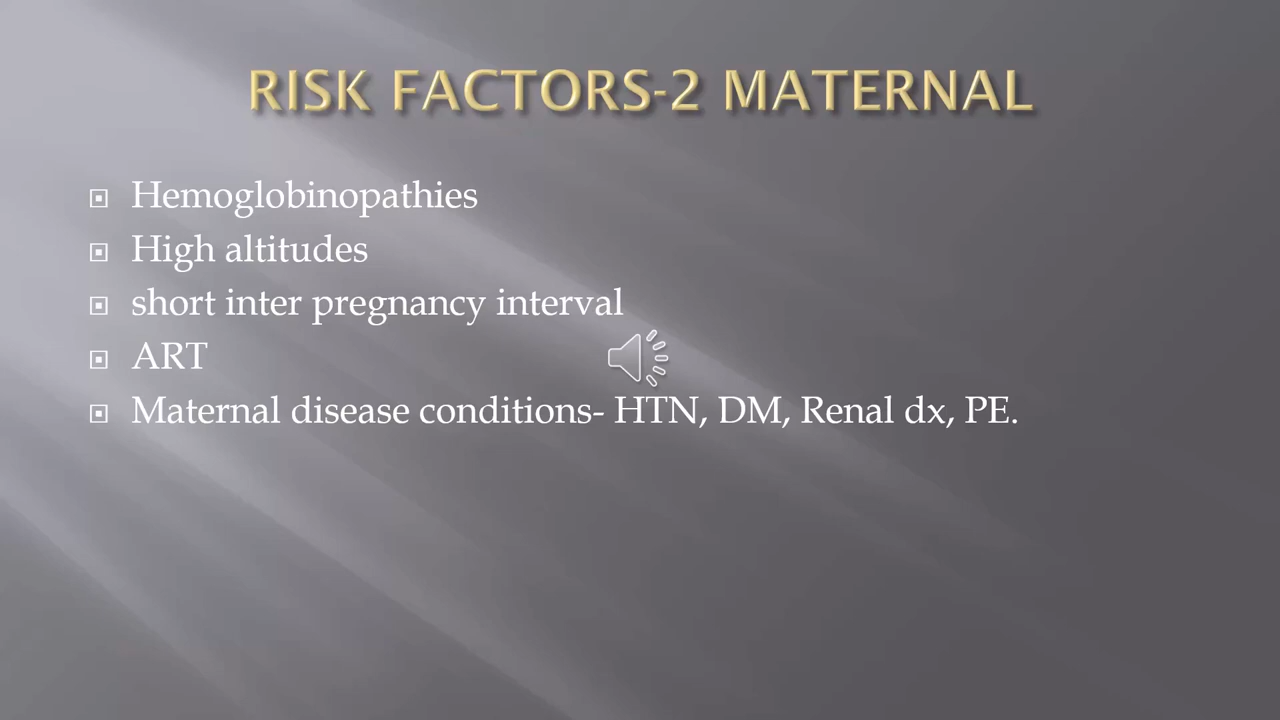 RISK FACTORS-2 MATERNAL
Hemoglobinopathies
High altitudes
short inter pregnancy interval
ART
Maternal disease conditions- HTN, DM, Renal dx, PE.